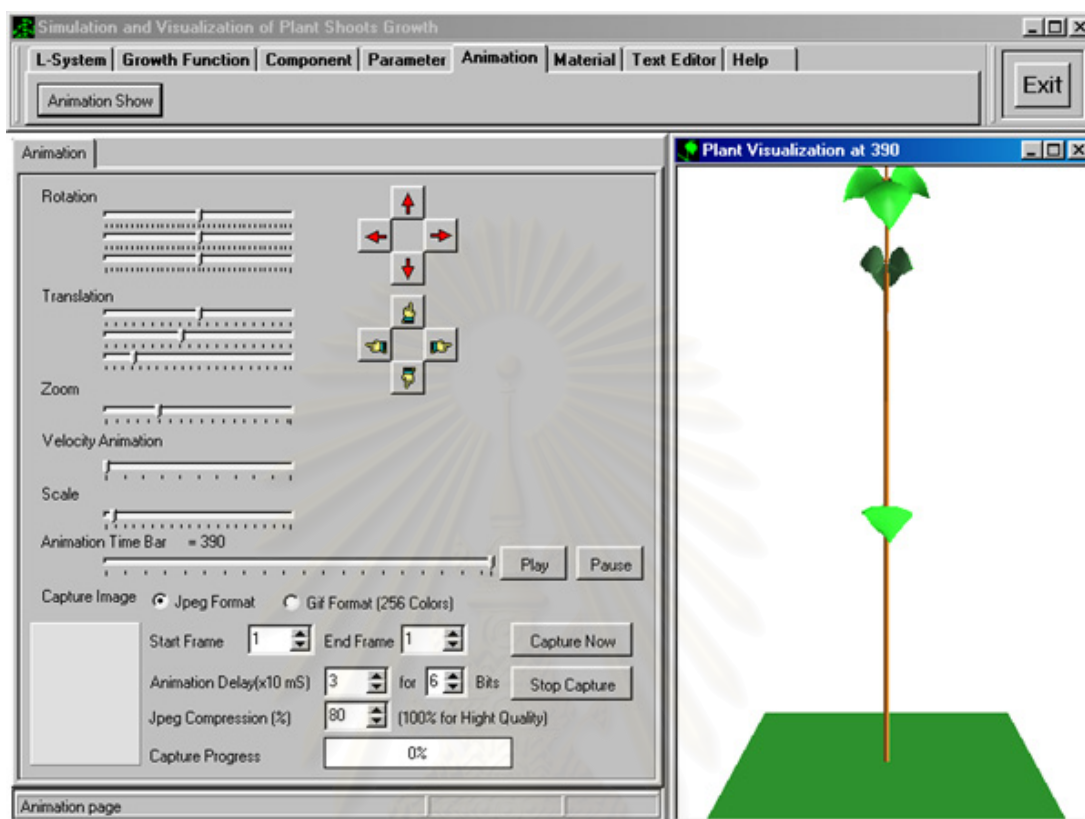 Simulation and Visualization of Plant Shoots Growth
L-System Growth Function Component Parameter Animation Material Text Editor Help
Exit
Animation Show
Animation
Plant Visualization at 390
Rotation
Translation
Zoom
Velocity Animation
Scale
Animation Time Bar = 390
Play Pause
Capture Image Jpeg Format Gif Format (256 Colors)
Start Frame 1 End Frame 1 Capture Now
Animation Delay(x10 mS) 3 for 6 Bits Stop Capture
Jpeg Compression (%) 80 (100% for Hight Quality)
Capture Progress 0%
Animation page